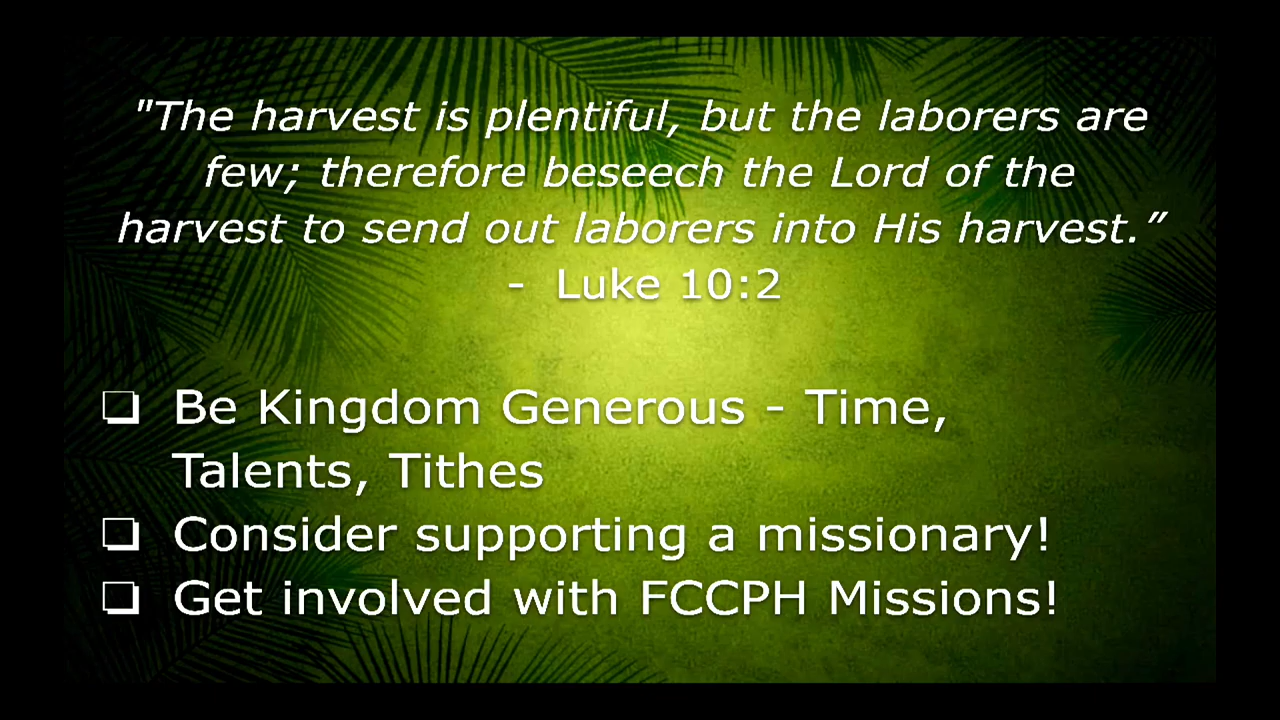 "The harvest is plentiful, but the laborers are
few; therefore beseech the Lord of the
harvest to send out laborers into His harvest.”
- Luke 10:2
❏ Be Kingdom Generous - Time,
Talents, Tithes
❏ Consider supporting a missionary!
❏ Get involved with FCCPH Missions!